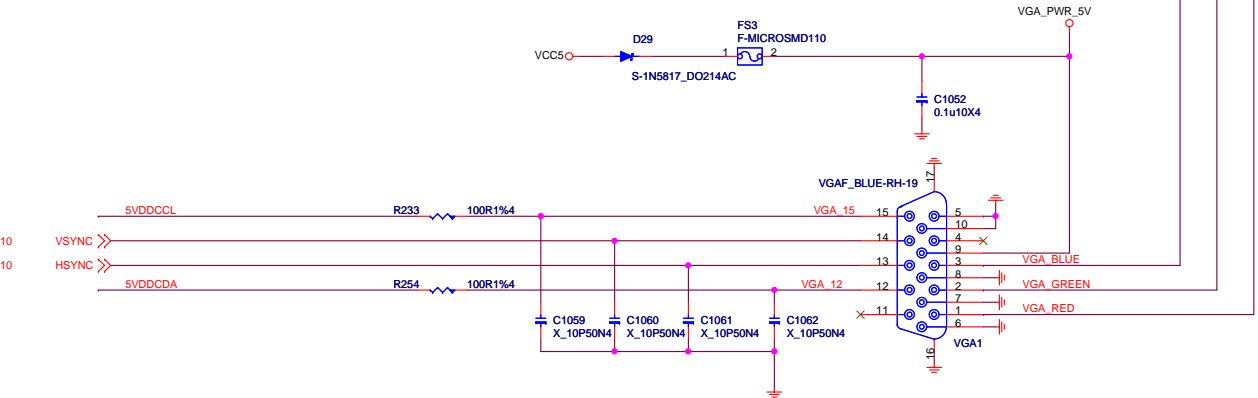 VGA_PWR_5V
FS3
F-MICROSMD110
D29
VCC5
1
2
S-1N5817_DO214AC
C1052
0.1u10X4
17
VGAF_BLUE-RH-19
5VDDCCL
R233
100R1%4
VGA_15
15
5
10
10
VSYNC
14
4
9
10
HSYNC
13
3
VGA_BLUE
8
5VDDCDA
R254
100R1%4
VGA_12
12
2
VGA_GREEN
7
11
1
VGA_RED
6
C1059
X_10P50N4
C1060
X_10P50N4
C1061
X_10P50N4
C1062
X_10P50N4
VGA1
16